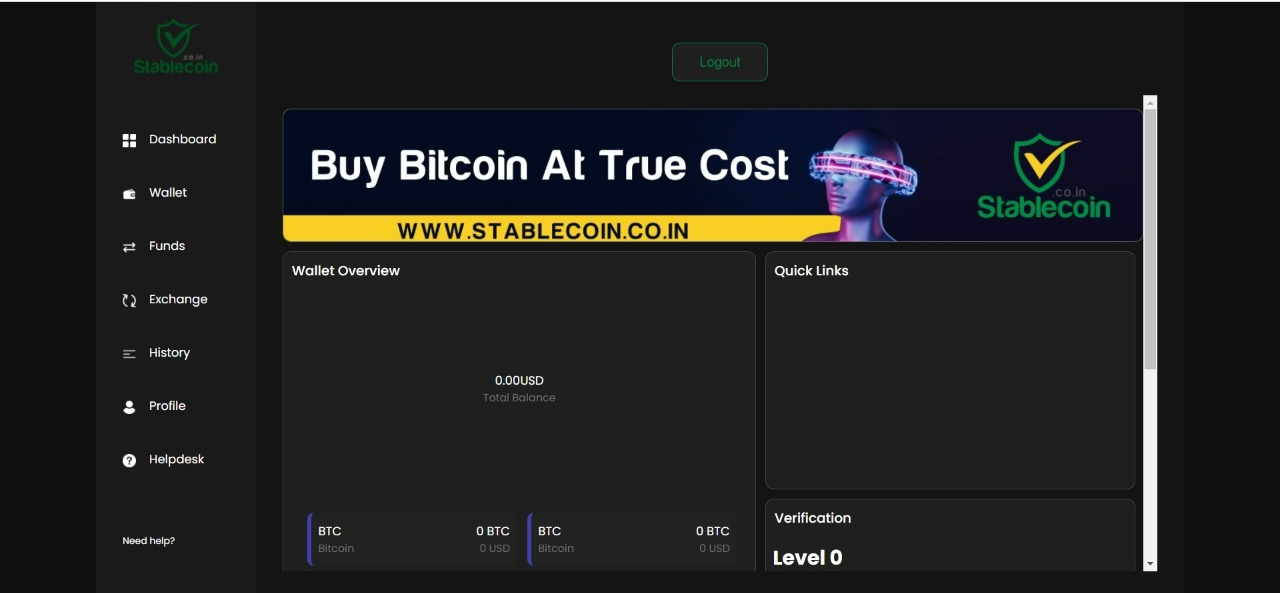 .co.in
Stablecoin
Logout
Dashboard
Wallet
Funds
Exchange
History
Profile
Helpdesk
Need help?
Buy Bitcoin At True Cost
WWW.STABLECOIN.CO.IN
.co.in
Stablecoin
Wallet Overview
0.00USD
Total Balance
BTC 0 BTC
Bitcoin 0 USD
BTC 0 BTC
Bitcoin 0 USD
Quick Links
Verification
Level 0